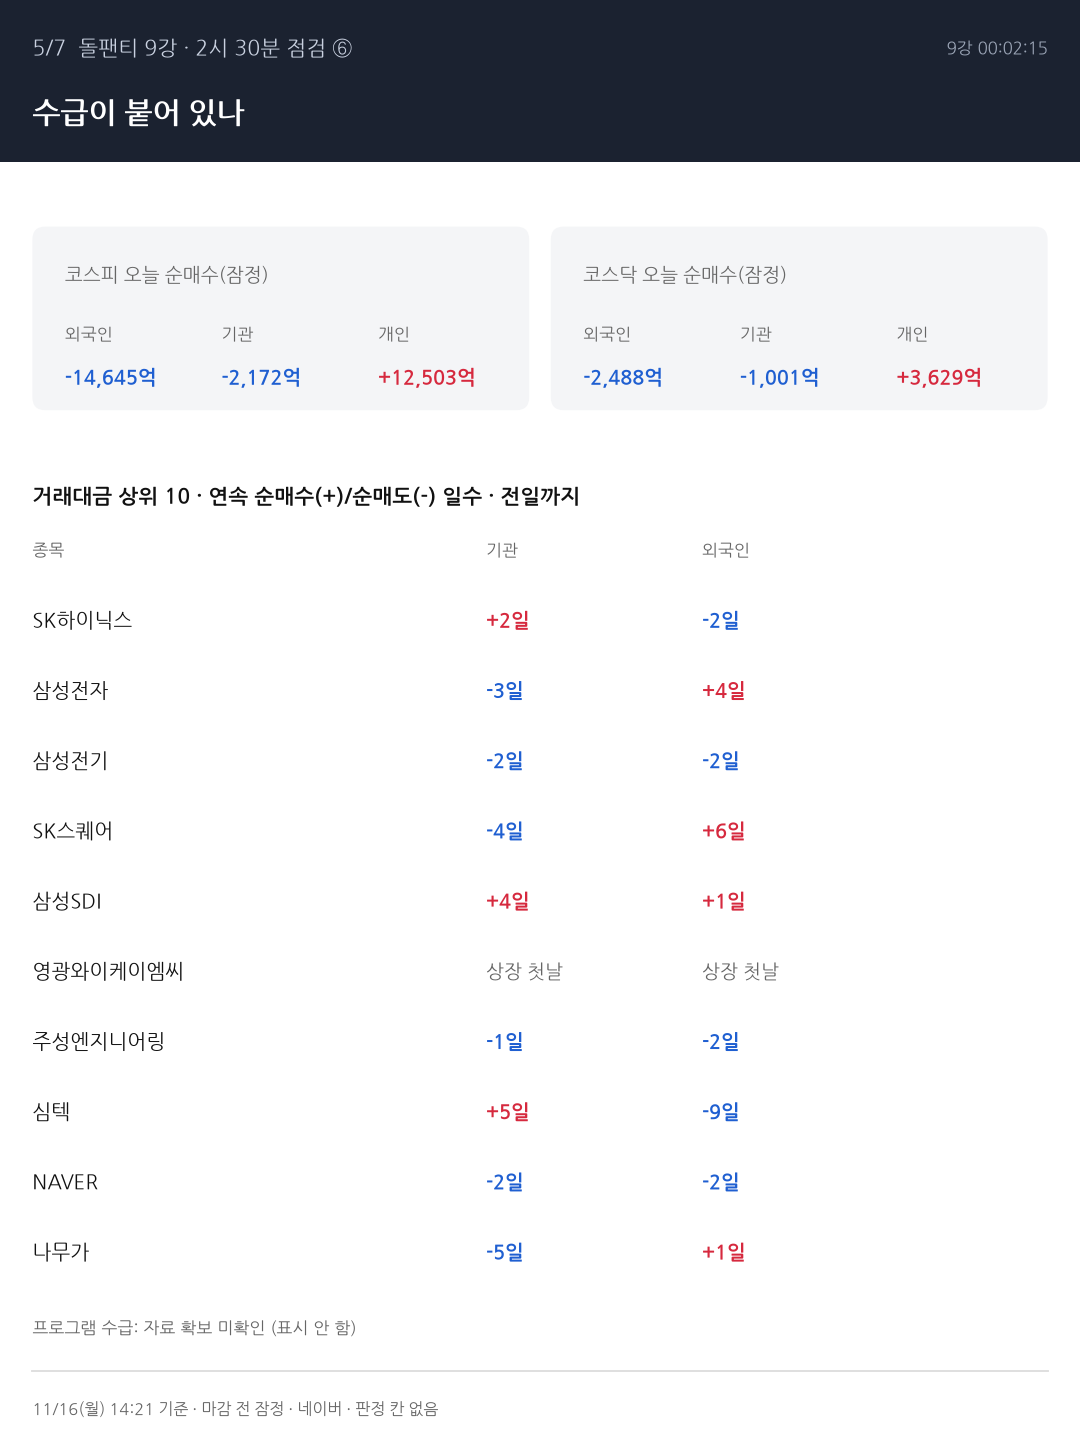 5/7 돌팬티 9강 · 2시 30분 점검 ⑥
9강 00:02:15
수급이 붙어 있나
코스피 오늘 순매수(잠정)
외국인 기관 개인
-14,645억 -2,172억 +12,503억
코스닥 오늘 순매수(잠정)
외국인 기관 개인
-2,488억 -1,001억 +3,629억
거래대금 상위 10 · 연속 순매수(+)/순매도(-) 일수 · 전일까지
종목 기관 외국인
SK하이닉스 +2일 -2일
삼성전자 -3일 +4일
삼성전기 -2일 -2일
SK스퀘어 -4일 +6일
삼성SDI +4일 +1일
영광와이케이엠씨 상장 첫날 상장 첫날
주성엔지니어링 -1일 -2일
심텍 +5일 -9일
NAVER -2일 -2일
나무가 -5일 +1일
프로그램 수급: 자료 확보 미확인 (표시 안 함)
11/16(월) 14:21 기준 · 마감 전 잠정 · 네이버 · 판정 칸 없음